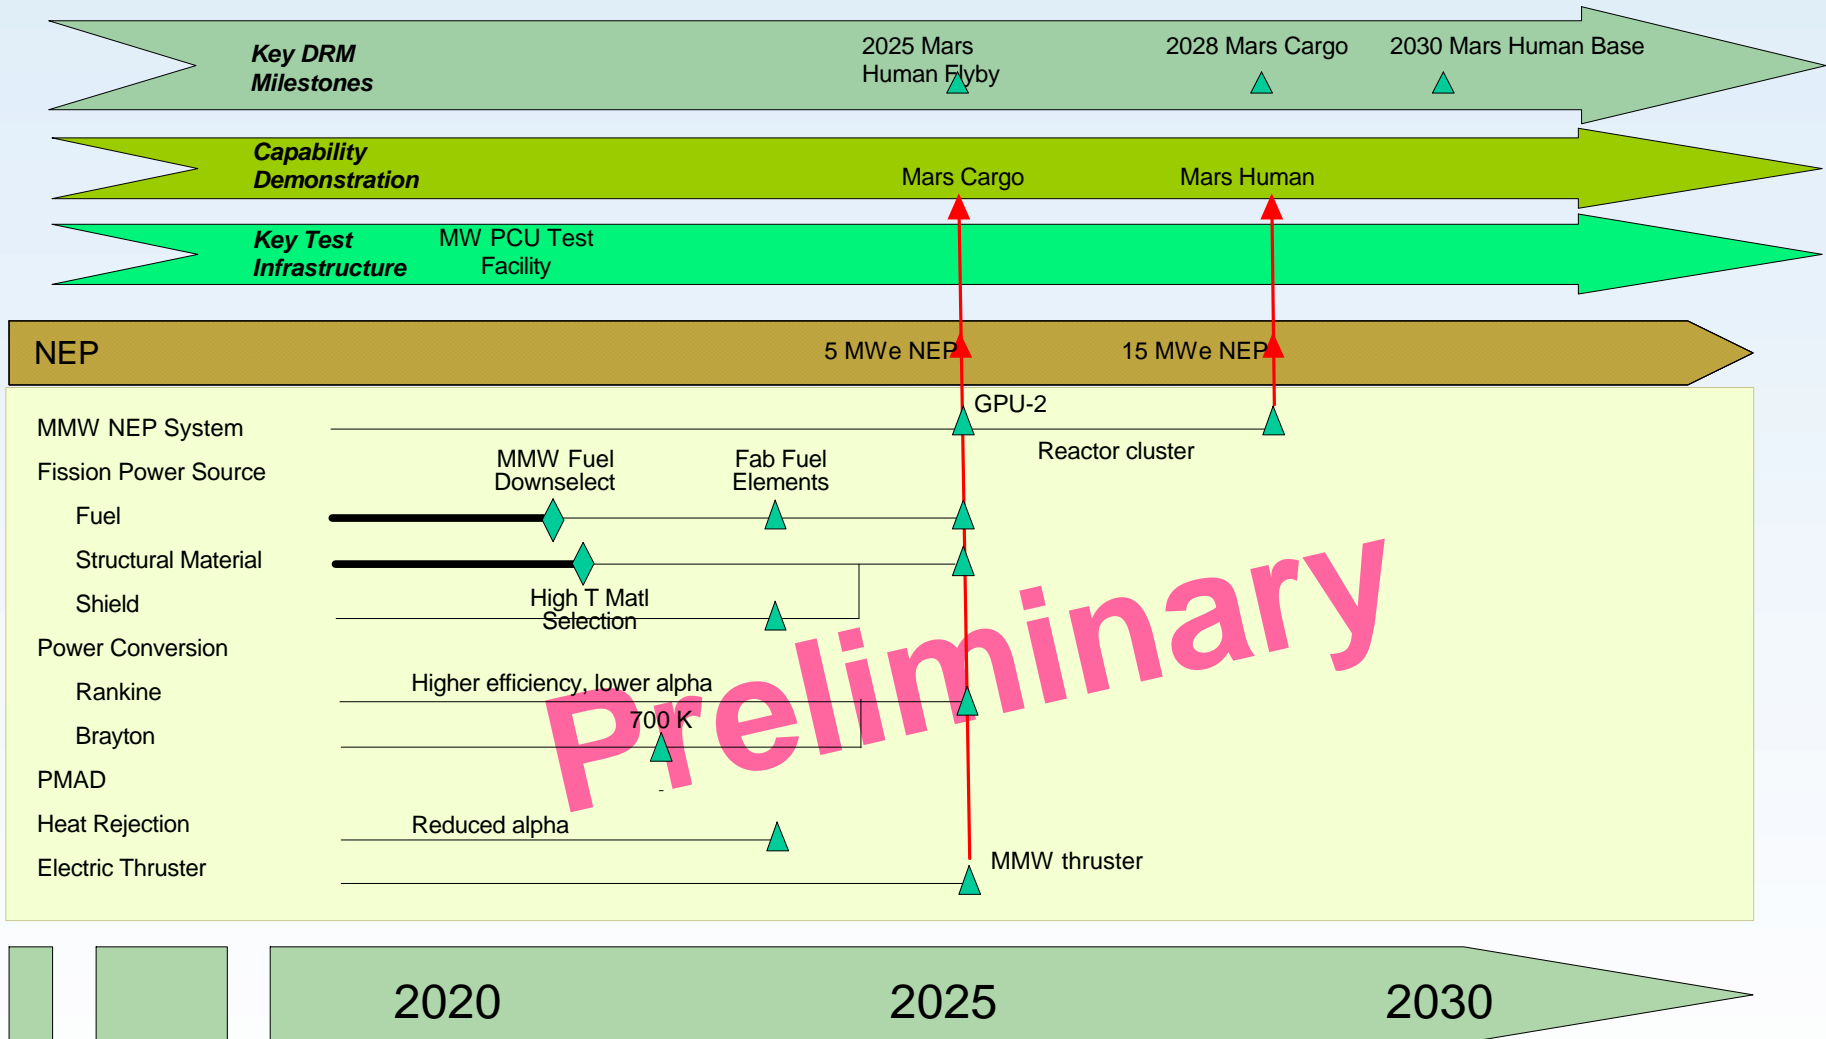 Key DRM
Milestones
2025 Mars
Human Flyby
2028 Mars Cargo
2030 Mars Human Base
Capability
Demonstration
Mars Cargo
Mars Human
Key Test
Infrastructure
MW PCU Test
Facility
NEP
5 MWe NEP
15 MWe NEP
MMW NEP System
GPU-2
Reactor cluster
Fission Power Source
MMW Fuel
Downselect
Fab Fuel
Elements
Fuel
Structural Material
Shield
High T Matl
Selection
Power Conversion
Rankine
Higher efficiency, lower alpha
Brayton
700 K
PMAD
-
Heat Rejection
Reduced alpha
Electric Thruster
MMW thruster
Preliminary
2020
2025
2030